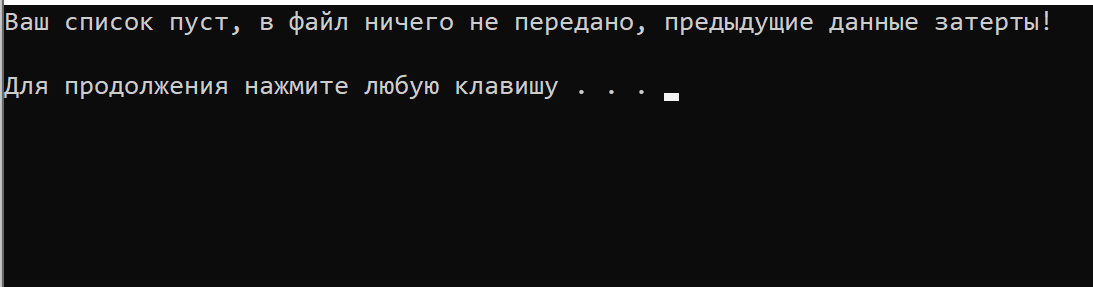 Ваш список пуст, в файл ничего не передано, предыдущие данные затерты!
Для продолжения нажмите любую клавишу . . .